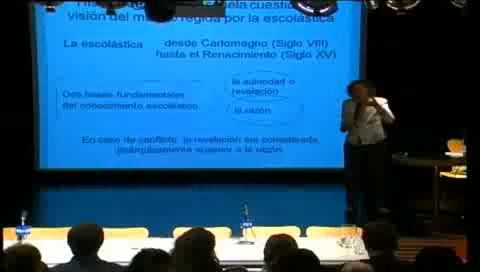 visión del mundo regida por la escolástica
La escolástica desde Carlomagno (Siglo VIII)
hasta el Renacimiento (Siglo XV)
la autoridad o
revelación
Dos bases fundamentales
del conocimiento escolástico
la razón
En caso de conflicto la revelación era considerada
jerárquicamente superior a la razón.